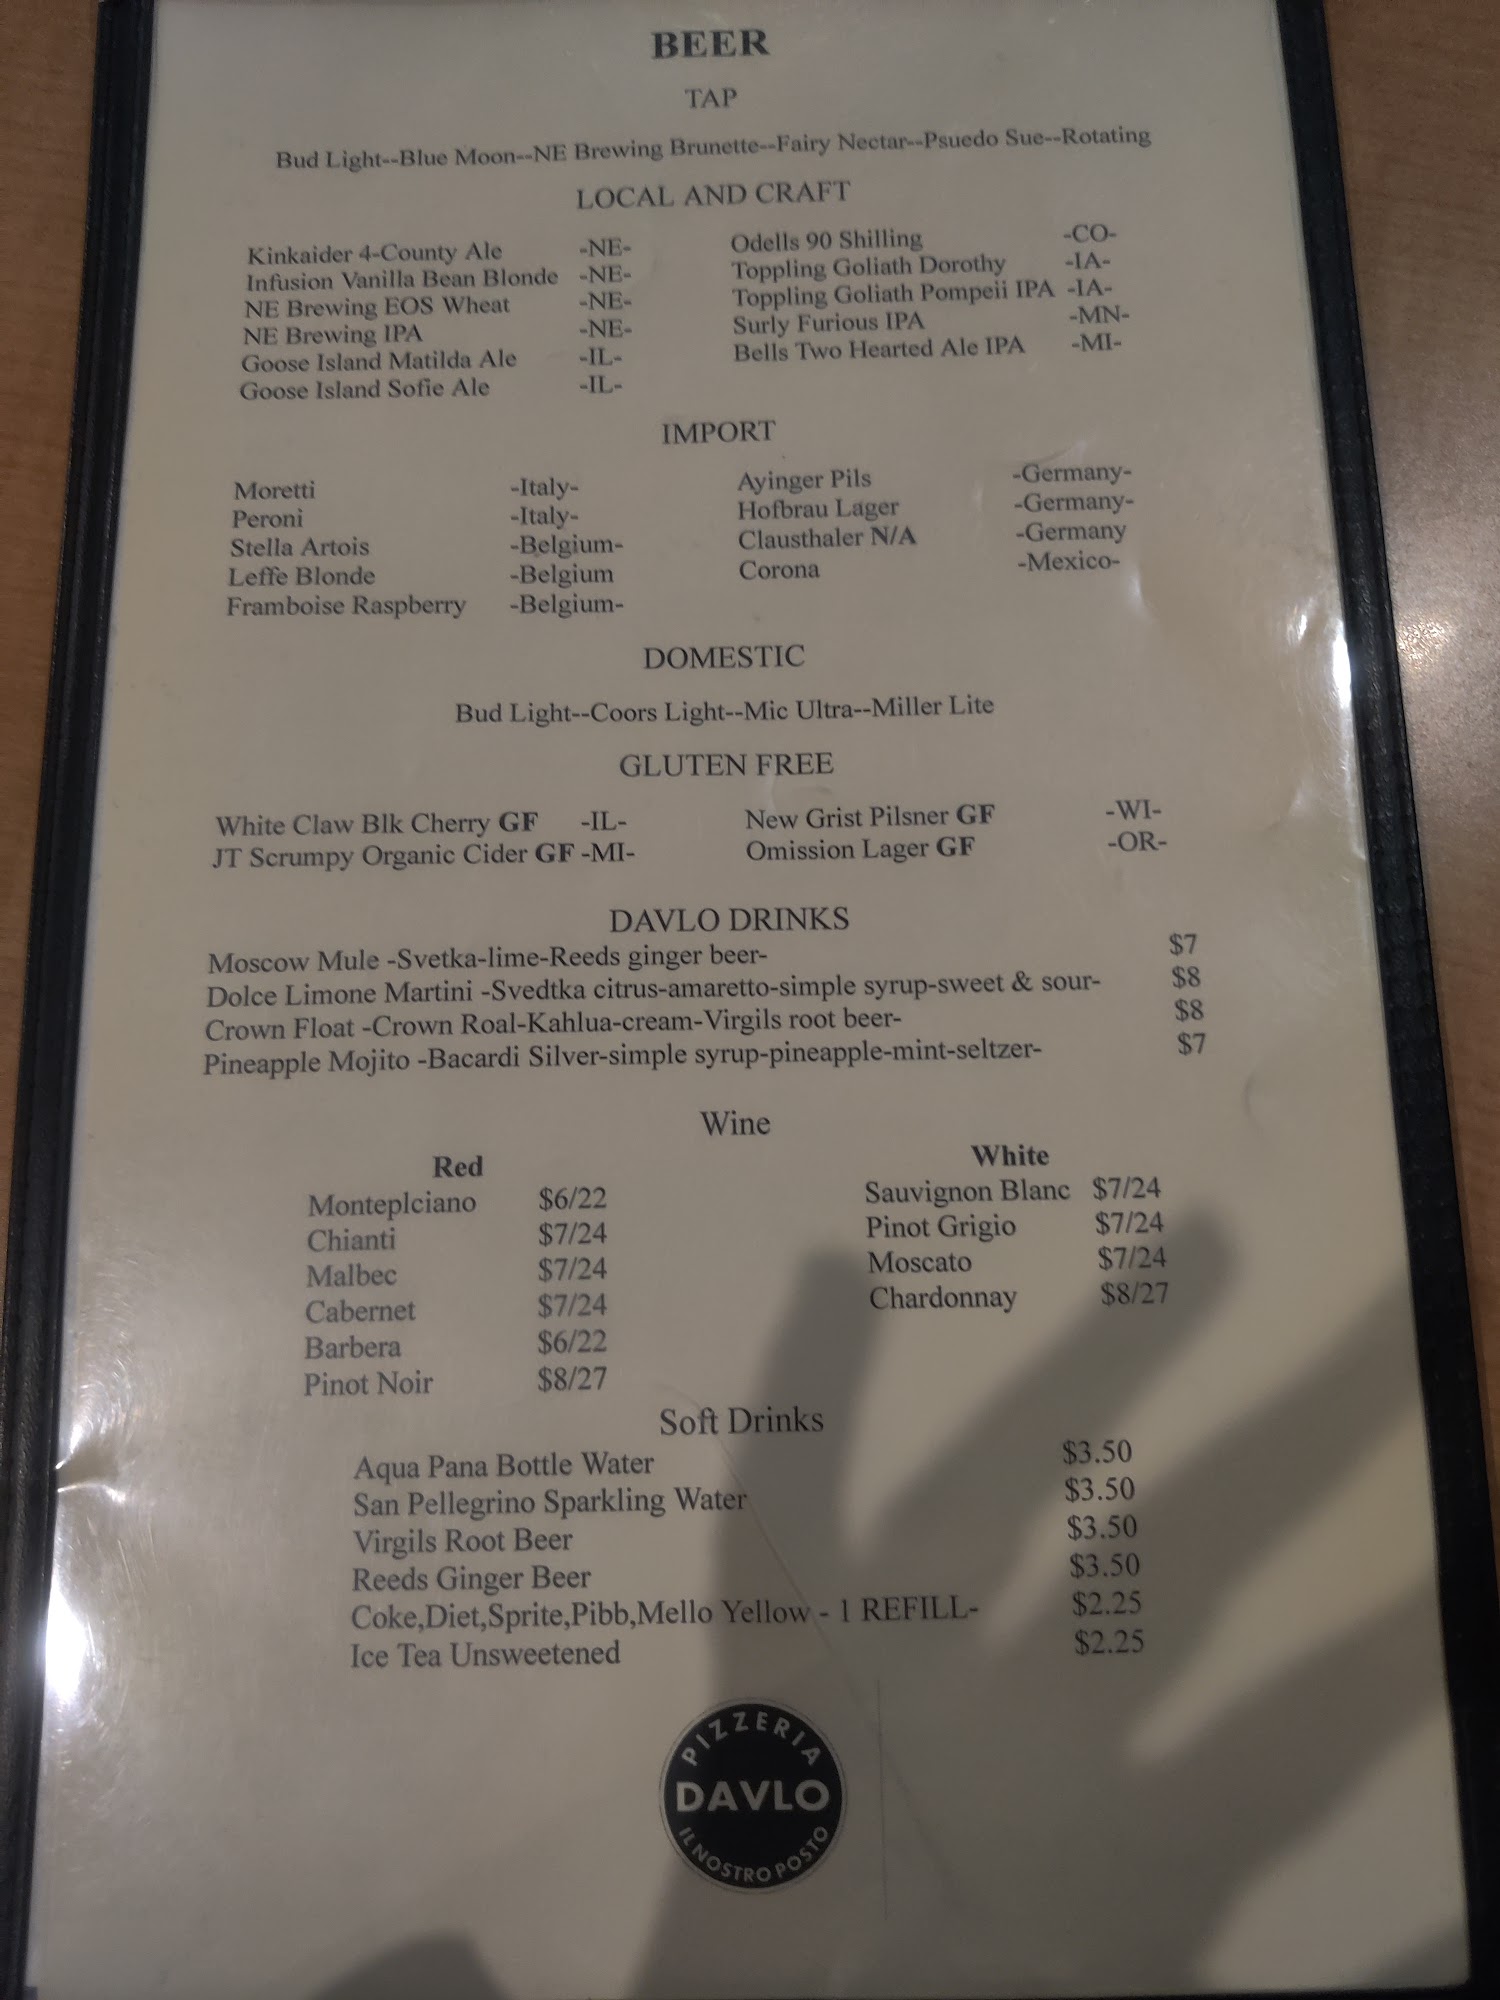 BEER
TAP
Bud Light--Blue Moon--NE Brewing Brunette--Fairy Nectar--Psuedo Sue--Rotating
LOCAL AND CRAFT
Kinkaider 4-County Ale -NE-
Infusion Vanilla Bean Blonde -NE-
NE Brewing EOS Wheat -NE-
NE Brewing IPA -NE-
Goose Island Matilda Ale -IL-
Goose Island Sofie Ale -IL-
Odells 90 Shilling -CO-
Toppling Goliath Dorothy -IA-
Toppling Goliath Pompeii IPA -IA-
Surly Furious IPA -MN-
Bells Two Hearted Ale IPA -MI-
IMPORT
Moretti -Italy-
Peroni -Italy-
Stella Artois -Belgium-
Leffe Blonde -Belgium
Framboise Raspberry -Belgium-
Ayinger Pils -Germany-
Hofbrau Lager -Germany-
Clausthaler N/A -Germany
Corona -Mexico-
DOMESTIC
Bud Light--Coors Light--Mic Ultra--Miller Lite
GLUTEN FREE
White Claw Blk Cherry GF -IL-
JT Scrumpy Organic Cider GF -MI-
New Grist Pilsner GF -WI-
Omission Lager GF -OR-
DAVLO DRINKS
Moscow Mule -Svetka-lime-Reeds ginger beer- $7
Dolce Limone Martini -Svedtka citrus-amaretto-simple syrup-sweet & sour- $8
Crown Float -Crown Roal-Kahlua-cream-Virgils root beer- $8
Pineapple Mojito -Bacardi Silver-simple syrup-pineapple-mint-seltzer- $7
Wine
Red
Monteplciano $6/22
Chianti $7/24
Malbec $7/24
Cabernet $7/24
Barbera $6/22
Pinot Noir $8/27
White
Sauvignon Blanc $7/24
Pinot Grigio $7/24
Moscato $7/24
Chardonnay $8/27
Soft Drinks
Aqua Pana Bottle Water $3.50
San Pellegrino Sparkling Water $3.50
Virgils Root Beer $3.50
Reeds Ginger Beer $3.50
Coke,Diet,Sprite,Pibb,Mello Yellow - 1 REFILL- $2.25
Ice Tea Unsweetened $2.25
PIZZERIA
DAVLO
IL NOSTRO POSTO